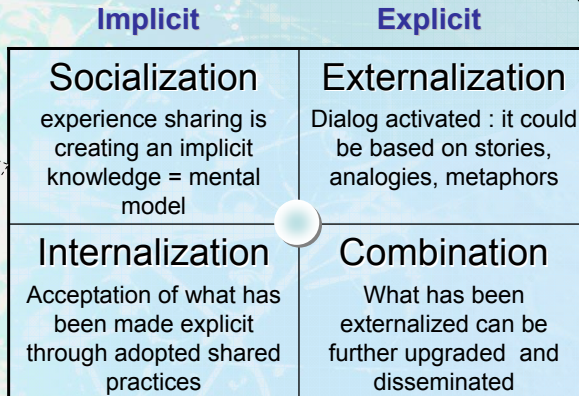 Implicit
Explicit
Socialization
experience sharing is
creating an implicit
knowledge = mental
model
Externalization
Dialog activated : it could
be based on stories,
analogies, metaphors
Internalization
Acceptation of what has
been made explicit
through adopted shared
practices
Combination
What has been
externalized can be
further upgraded and
disseminated